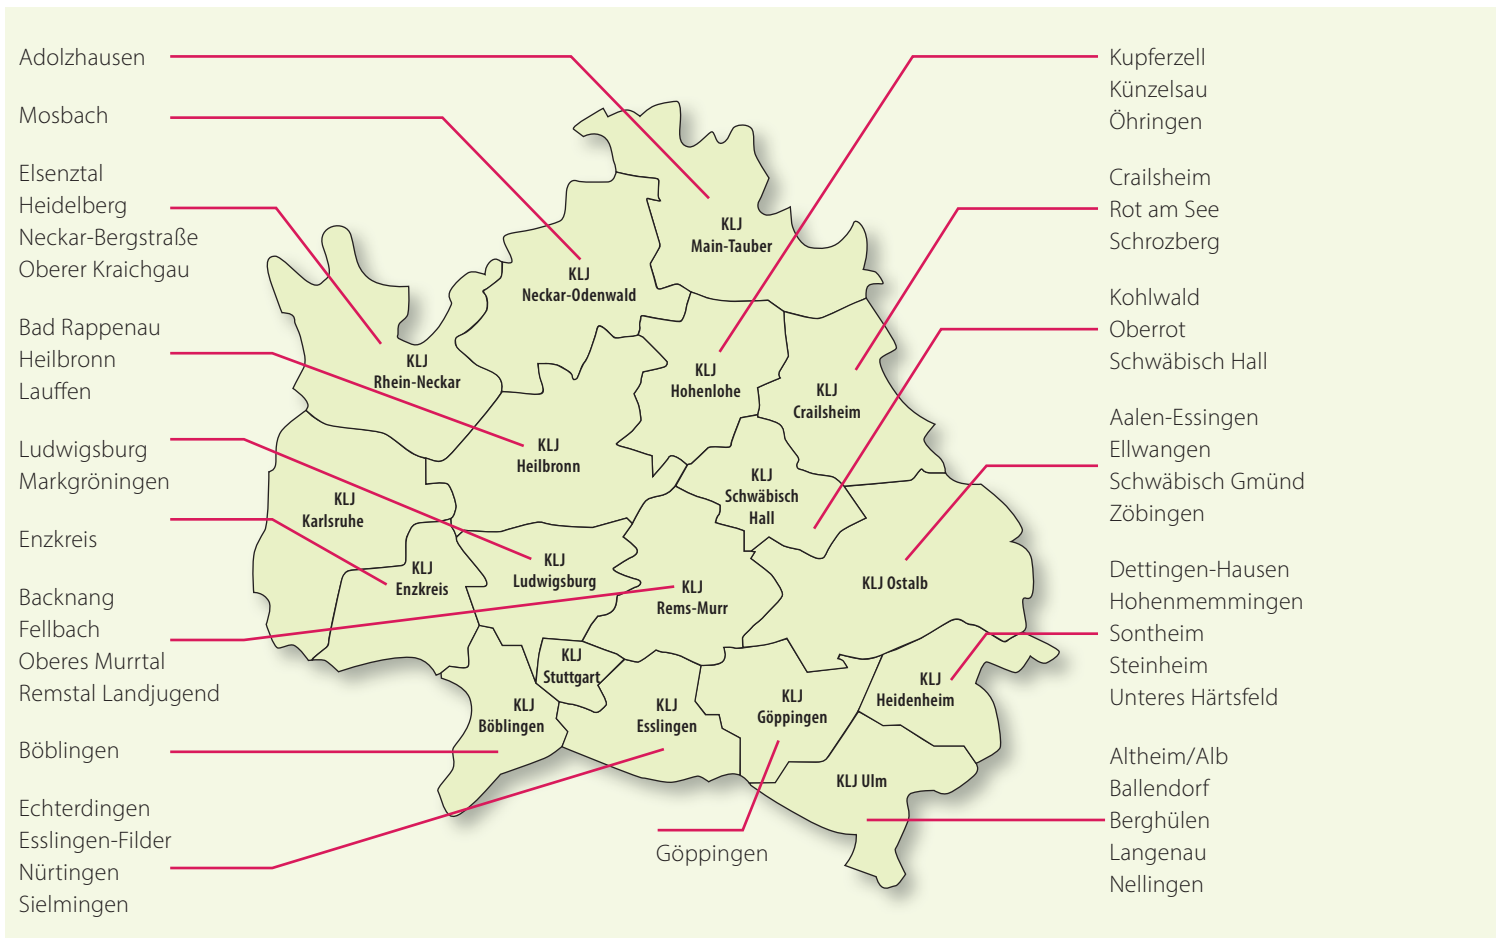 Adolzhausen
Mosbach
Elsenztal
Heidelberg
Neckar-Bergstraße
Oberer Kraichgau
Bad Rappenau
Heilbronn
Lauffen
Ludwigsburg
Markgröningen
Enzkreis
Backnang
Fellbach
Oberes Murrtal
Remstal Landjugend
Böblingen
Echterdingen
Esslingen-Filder
Nürtingen
Sielmingen
KLJ
Main-Tauber
KLJ
Neckar-Odenwald
KLJ
Rhein-Neckar
KLJ
Hohenlohe
KLJ
Crailsheim
KLJ
Heilbronn
KLJ
Schwäbisch
Hall
KLJ
Karlsruhe
KLJ
Enzkreis
KLJ
Ludwigsburg
KLJ
Rems-Murr
KLJ Ostalb
KLJ
Stuttgart
KLJ
Böblingen
KLJ
Esslingen
KLJ
Göppingen
KLJ
Heidenheim
KLJ Ulm
Göppingen
Kupferzell
Künzelsau
Öhringen
Crailsheim
Rot am See
Schrozberg
Kohlwald
Oberrot
Schwäbisch Hall
Aalen-Essingen
Ellwangen
Schwäbisch Gmünd
Zöbingen
Dettingen-Hausen
Hohenmemmingen
Sontheim
Steinheim
Unteres Härtsfeld
Altheim/Alb
Ballendorf
Berghülen
Langenau
Nellingen